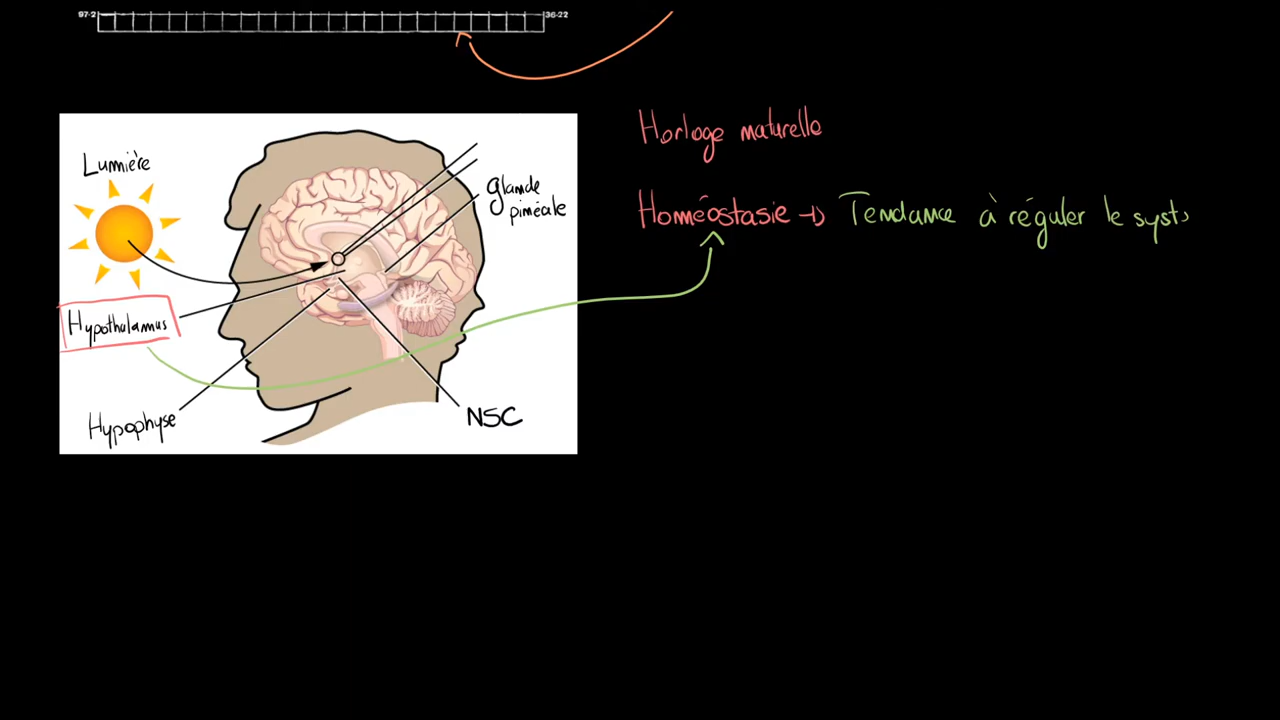 97-2 36-22
Horloge naturelle
Lumière
glande
pinéale
Homéostasie → Tendance à réguler le syst
Hypothalamus
Hypophyse
NSC